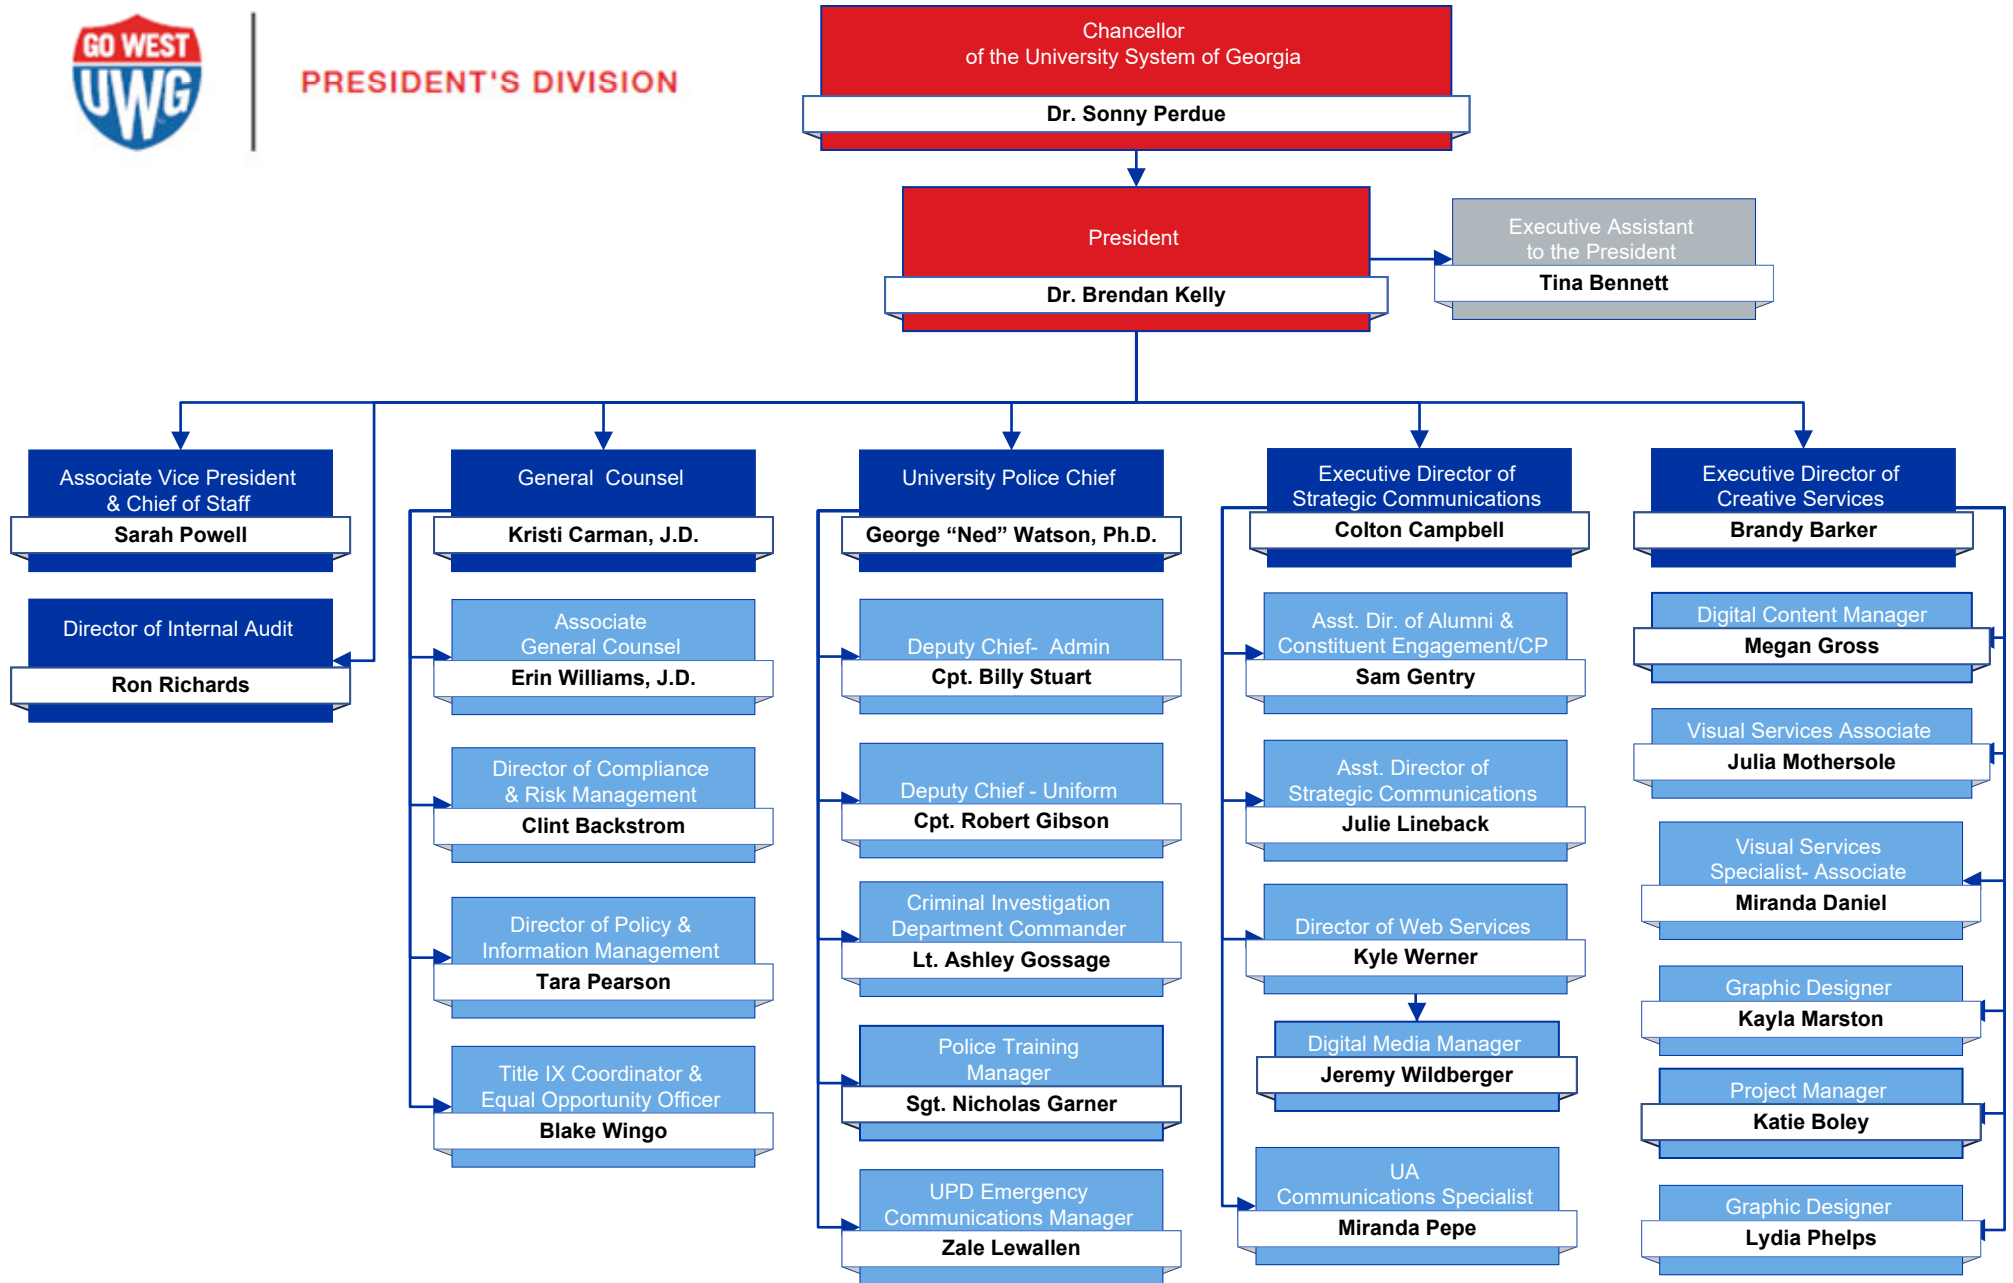 GO WEST
UWG
PRESIDENT'S DIVISION
Chancellor
of the University System of Georgia
Dr. Sonny Perdue
President
Dr. Brendan Kelly
Executive Assistant
to the President
Tina Bennett
Associate Vice President
& Chief of Staff
Sarah Powell
Director of Internal Audit
Ron Richards
General  Counsel
Kristi Carman, J.D.
Associate
General Counsel
Erin Williams, J.D.
Director of Compliance
& Risk Management
Clint Backstrom
Director of Policy &
Information Management
Tara Pearson
Title IX Coordinator &
Equal Opportunity Officer
Blake Wingo
University Police Chief
George “Ned” Watson, Ph.D.
Deputy Chief-  Admin
Cpt. Billy Stuart
Deputy Chief - Uniform
Cpt. Robert Gibson
Criminal Investigation
Department Commander
Lt. Ashley Gossage
Police Training
Manager
Sgt. Nicholas Garner
UPD Emergency
Communications Manager
Zale Lewallen
Executive Director of
Strategic Communications
Colton Campbell
Asst. Dir. of Alumni &
Constituent Engagement/CP
Sam Gentry
Asst. Director of
Strategic Communications
Julie Lineback
Director of Web Services
Kyle Werner
Digital Media Manager
Jeremy Wildberger
UA
Communications Specialist
Miranda Pepe
Executive Director of
Creative Services
Brandy Barker
Digital Content Manager
Megan Gross
Visual Services Associate
Julia Mothersole
Visual Services
Specialist- Associate
Miranda Daniel
Graphic Designer
Kayla Marston
Project Manager
Katie Boley
Graphic Designer
Lydia Phelps